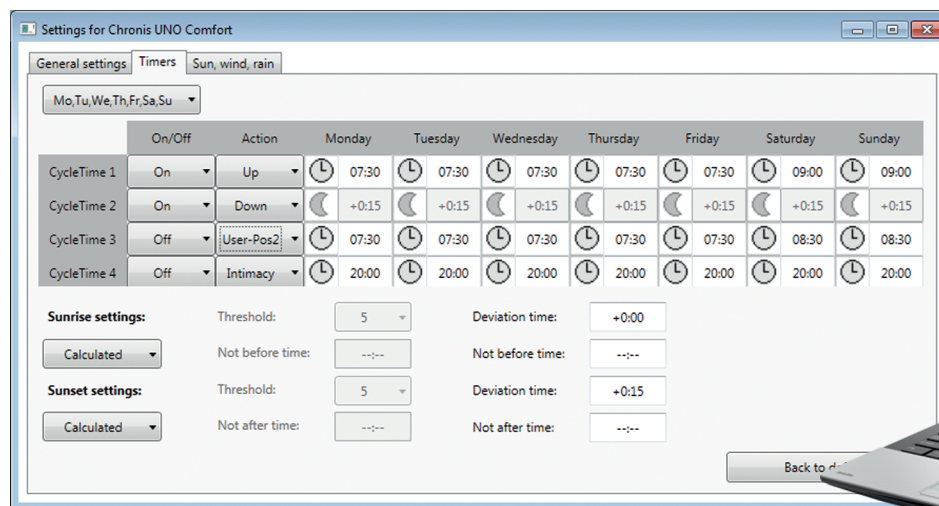 Settings for Chronis UNO Comfort
General settings Timers Sun, wind, rain
Mo,Tu,We,Th,Fr,Sa,Su
On/Off Action Monday Tuesday Wednesday Thursday Friday Saturday Sunday
CycleTime 1 On Up 07:30 07:30 07:30 07:30 07:30 09:00 09:00
CycleTime 2 On Down +0:15 +0:15 +0:15 +0:15 +0:15 +0:15 +0:15
CycleTime 3 Off User-Pos2 07:30 07:30 07:30 07:30 07:30 08:30 08:30
CycleTime 4 Off Intimacy 20:00 20:00 20:00 20:00 20:00 20:00 20:00
Sunrise settings: Threshold: 5 Deviation time: +0:00
Calculated Not before time: --:-- Not before time: --:--
Sunset settings: Threshold: 5 Deviation time: +0:15
Calculated Not after time: --:-- Not after time: --:--
Back to